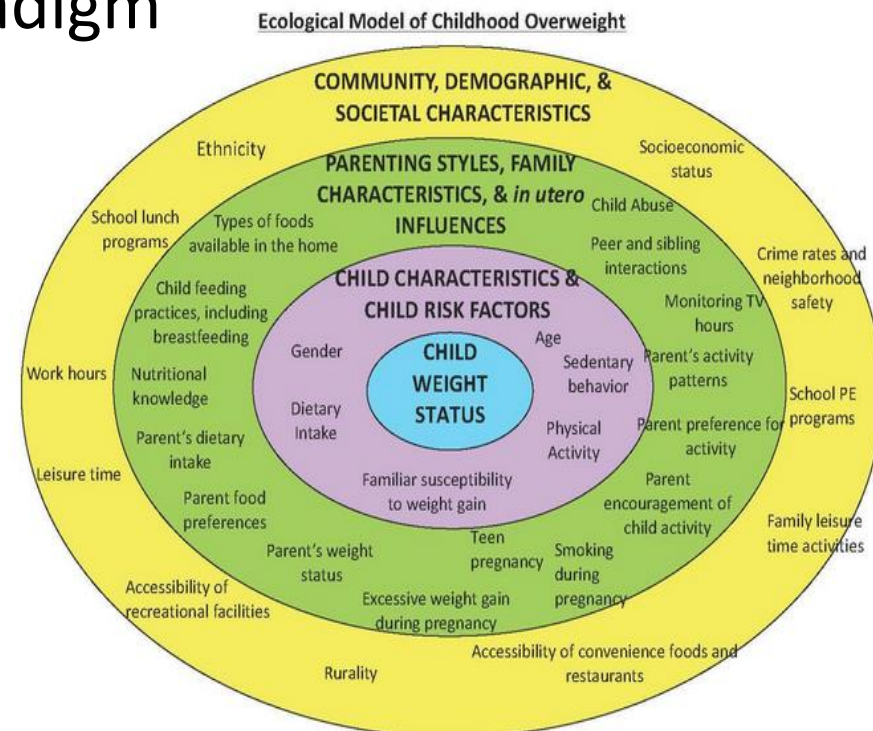 Ecological Model of Childhood Overweight
COMMUNITY, DEMOGRAPHIC, &
SOCIETAL CHARACTERISTICS
Ethnicity
Socioeconomic
status
School lunch
programs
Crime rates and
neighborhood
safety
Work hours
School PE
programs
Leisure time
Family leisure
time activities
Accessibility of
recreational facilities
Rurality
Accessibility of convenience foods and
restaurants
PARENTING STYLES, FAMILY
CHARACTERISTICS, & in utero
INFLUENCES
Types of foods
available in the home
Child Abuse
Peer and sibling
interactions
Child feeding
practices, including
breastfeeding
Monitoring TV
hours
Nutritional
knowledge
Parent's activity
patterns
Parent's dietary
intake
Parent preference for
activity
Parent food
preferences
Parent
encouragement of
child activity
Parent's weight
status
Teen
pregnancy
Smoking
during
pregnancy
Excessive weight gain
during pregnancy
CHILD CHARACTERISTICS &
CHILD RISK FACTORS
Gender
Age
Sedentary
behavior
Dietary
Intake
Physical
Activity
Familiar susceptibility
to weight gain
CHILD
WEIGHT
STATUS